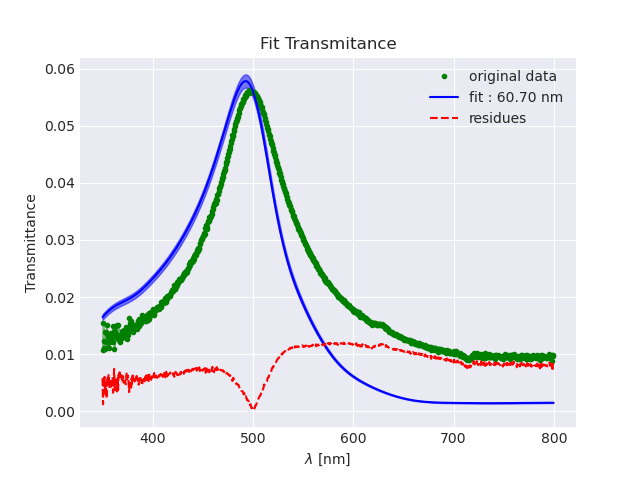 Fit Transmitance
0.06
0.05
0.04
0.03
0.02
0.01
0.00
Transmittance
original data
fit : 60.70 nm
residues
400
500
600
700
800
λ [nm]